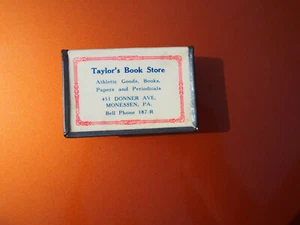 Taylor's Book Store
Athletic Goods, Books,
Papers and Periodicals
451 DONNER AVE,
MONESSEN, PA.
Bell Phone 187-R